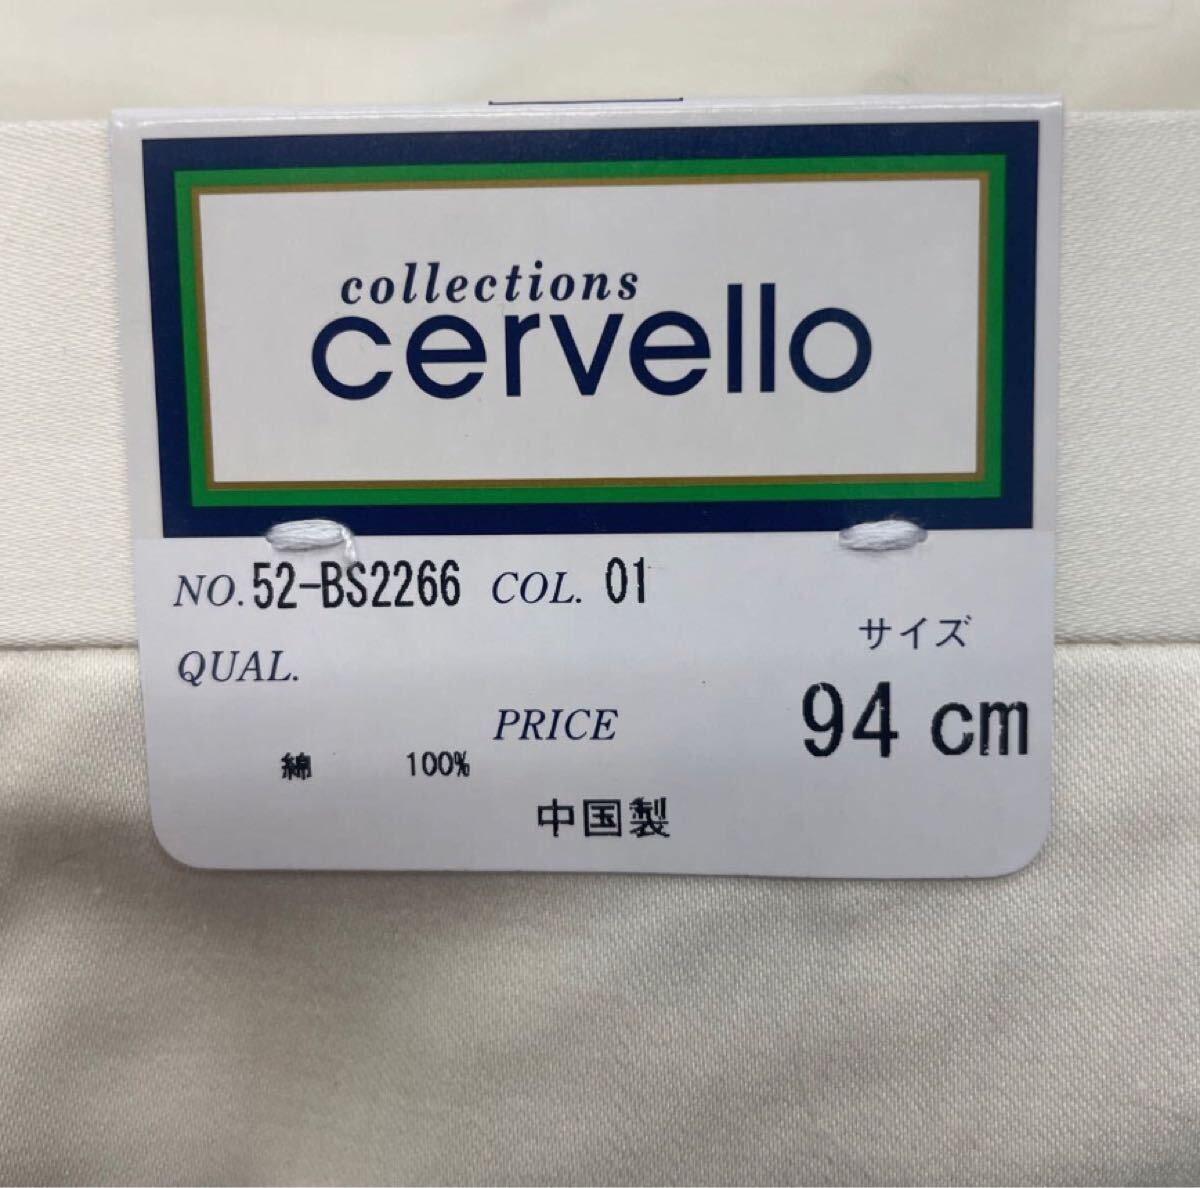 collections
cervello
NO. 52-BS2266 COL. 01
サイズ
QUAL.
94 cm
PRICE
綿 100%
中国製